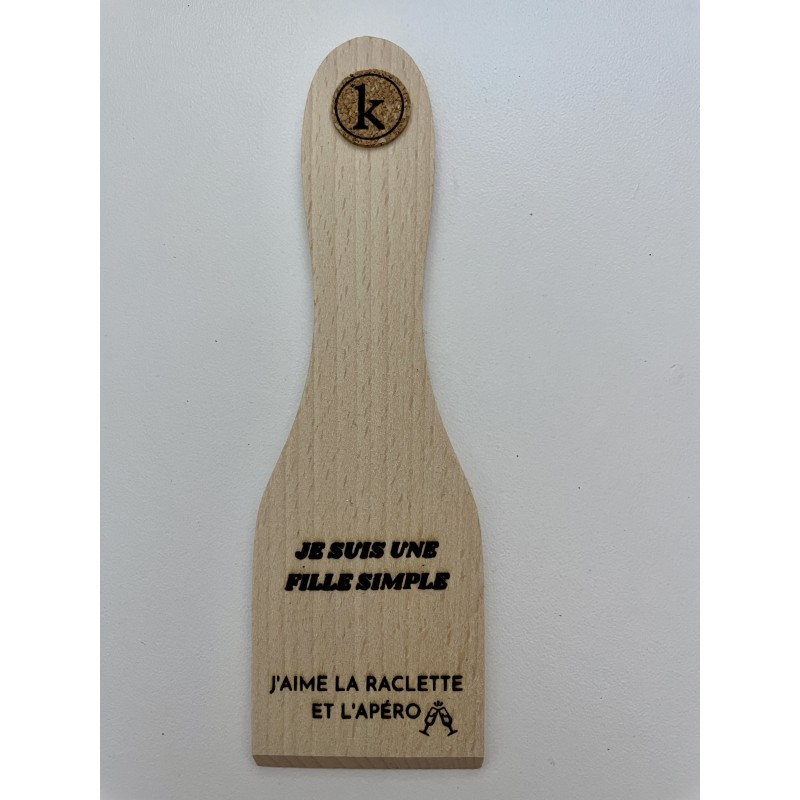 k
JE SUIS UNE
FILLE SIMPLE
J'AIME LA RACLETTE
ET L'APÉRO